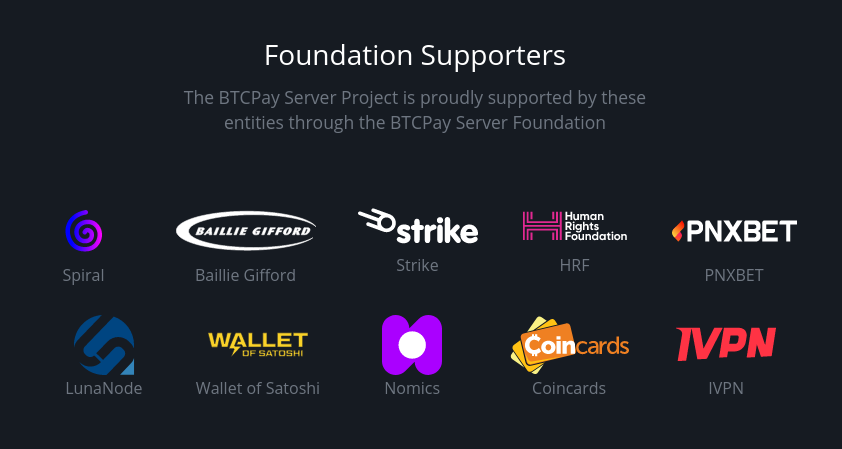 Foundation Supporters
The BTCPay Server Project is proudly supported by these
entities through the BTCPay Server Foundation
Spiral
BAILLIE GIFFORD
Baillie Gifford
strike
Strike
Human
Rights
Foundation
HRF
PNXBET
PNXBET
LunaNode
WALLET
OF SATOSHI
Wallet of Satoshi
Nomics
Coincards
Coincards
IVPN
IVPN